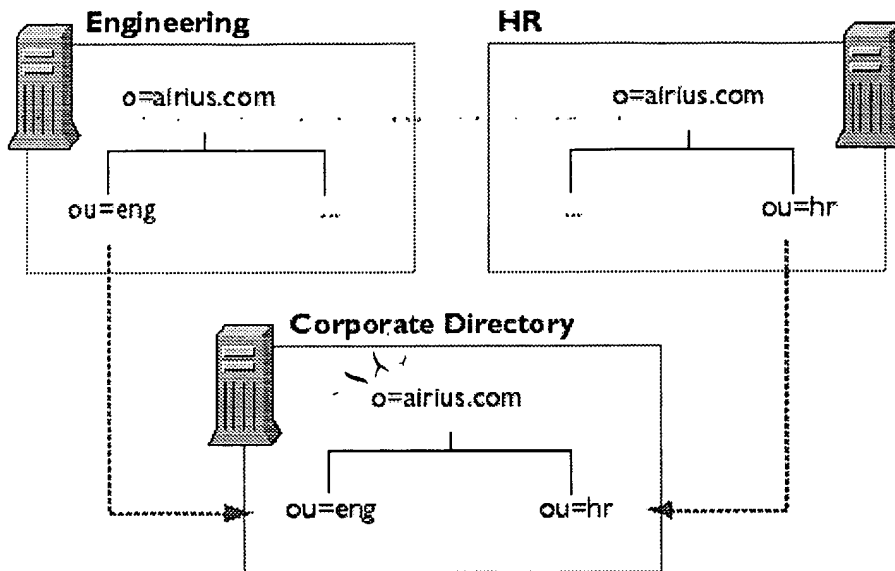 Engineering
o=airius.com
ou=eng
...
HR
o=airius.com
...
ou=hr
Corporate Directory
o=airius.com
ou=eng
ou=hr